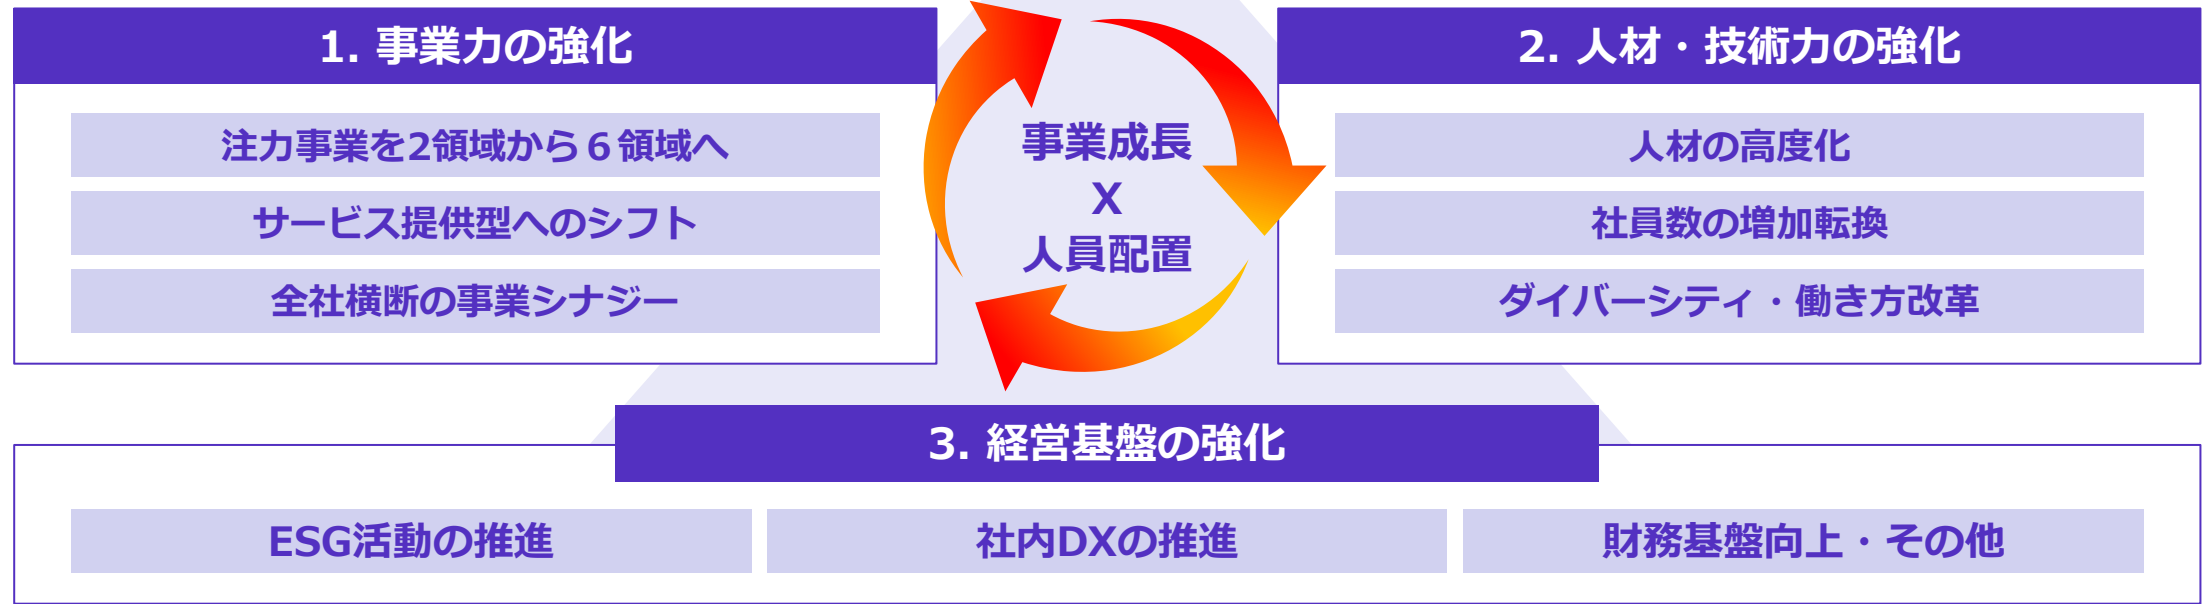 1. 事業力の強化
注力事業を2領域から６領域へ
サービス提供型へのシフト
全社横断の事業シナジー
事業成長
X
人員配置
2. 人材・技術力の強化
人材の高度化
社員数の増加転換
ダイバーシティ・働き方改革
3. 経営基盤の強化
ESG活動の推進
社内DXの推進
財務基盤向上・その他